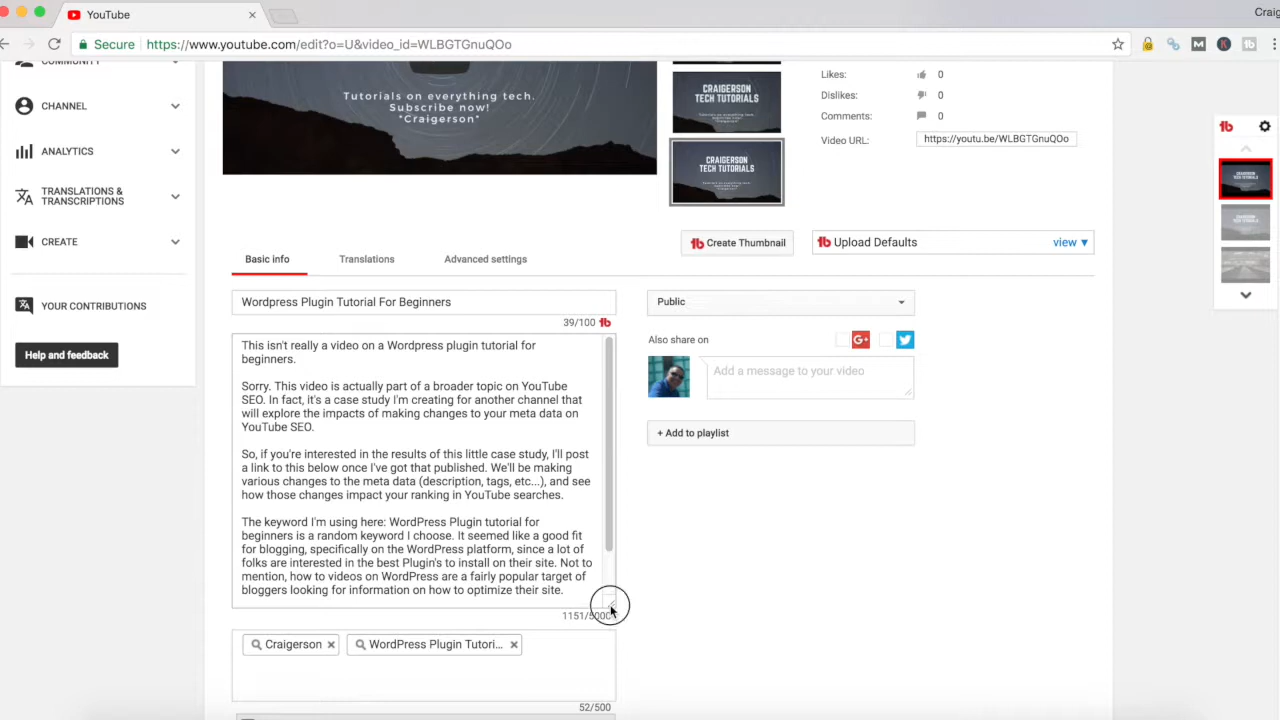 YouTube
Craig
Secure https://www.youtube.com/edit?o=U&video_id=WLBGTGnuQOo
COMMUNITY
CHANNEL
ANALYTICS
TRANSLATIONS &
TRANSCRIPTIONS
CREATE
YOUR CONTRIBUTIONS
Help and feedback
Tutorials on everything tech.
Subscribe now!
"Craigerson"
CRAIGERSON
TECH TUTORIALS
CRAIGERSON
TECH TUTORIALS
Likes: 0
Dislikes: 0
Comments: 0
Video URL: https://youtu.be/WLBGTGnuQOo
Create Thumbnail
Upload Defaults view ▼
Basic info Translations Advanced settings
Wordpress Plugin Tutorial For Beginners
39/100
This isn't really a video on a Wordpress plugin tutorial for
beginners.
Sorry. This video is actually part of a broader topic on YouTube
SEO. In fact, it's a case study I'm creating for another channel that
will explore the impacts of making changes to your meta data on
YouTube SEO.
So, if you're interested in the results of this little case study, I'll post
a link to this below once I've got that published. We'll be making
various changes to the meta data (description, tags, etc...), and see
how those changes impact your ranking in YouTube searches.
The keyword I'm using here: WordPress Plugin tutorial for
beginners is a random keyword I choose. It seemed like a good fit
for blogging, specifically on the WordPress platform, since a lot of
folks are interested in the best Plugin's to install on their site. Not to
mention, how to videos on WordPress are a fairly popular target of
bloggers looking for information on how to optimize their site.
1151/5000
Craigerson WordPress Plugin Tutori...
52/500
Public
Also share on
Add a message to your video
+ Add to playlist